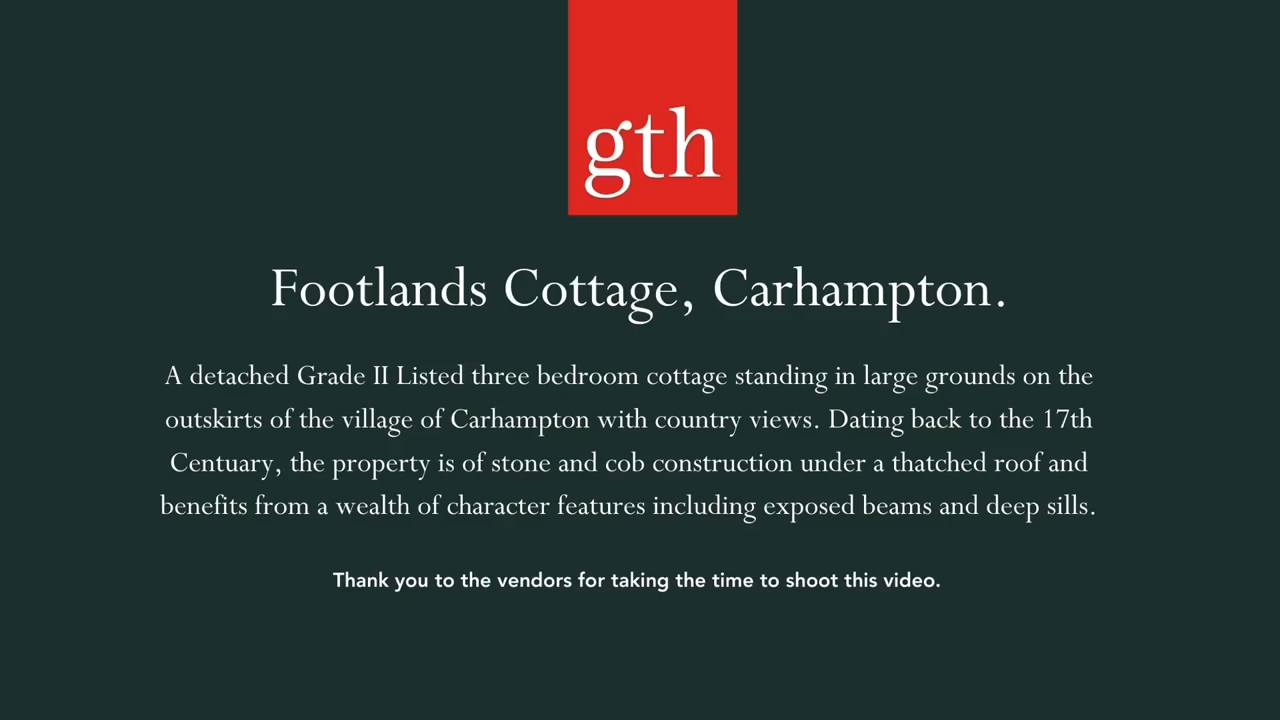 gth
Footlands Cottage, Carhampton.
A detached Grade II Listed three bedroom cottage standing in large grounds on the
outskirts of the village of Carhampton with country views. Dating back to the 17th
Centuary, the property is of stone and cob construction under a thatched roof and
benefits from a wealth of character features including exposed beams and deep sills.
Thank you to the vendors for taking the time to shoot this video.